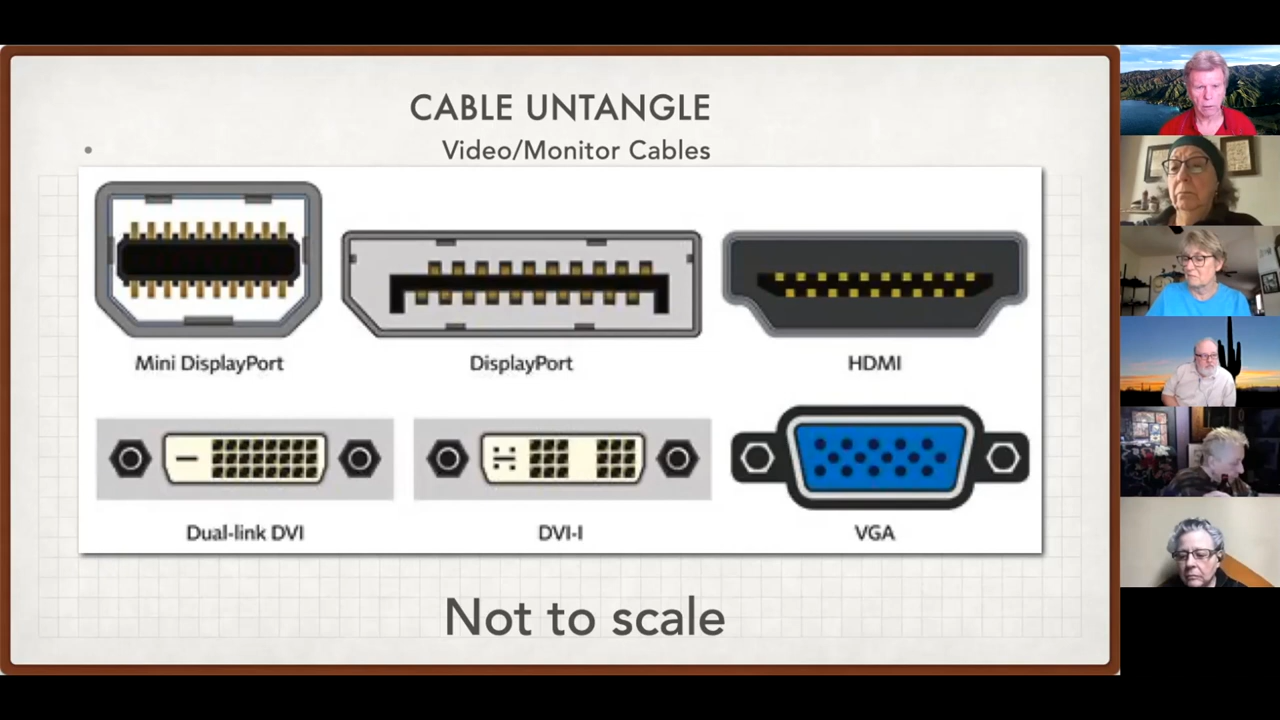 CABLE UNTANGLE
Video/Monitor Cables
Mini DisplayPort
DisplayPort
HDMI
Dual-link DVI
DVI-I
VGA
Not to scale